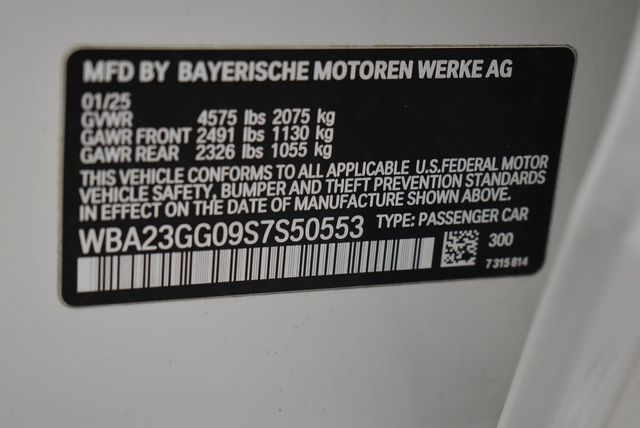 MFD BY BAYERISCHE MOTOREN WERKE AG
01/25
GVWR 4575 lbs 2075 kg
GAWR FRONT 2491 lbs 1130 kg
GAWR REAR 2326 lbs 1055 kg
THIS VEHICLE CONFORMS TO ALL APPLICABLE U.S.FEDERAL MOTOR
VEHICLE SAFETY, BUMPER AND THEFT PREVENTION STANDARDS
IN EFFECT ON THE DATE OF MANUFACTURE SHOWN ABOVE.
WBA23GG09S7S50553 TYPE: PASSENGER CAR
300
7315814